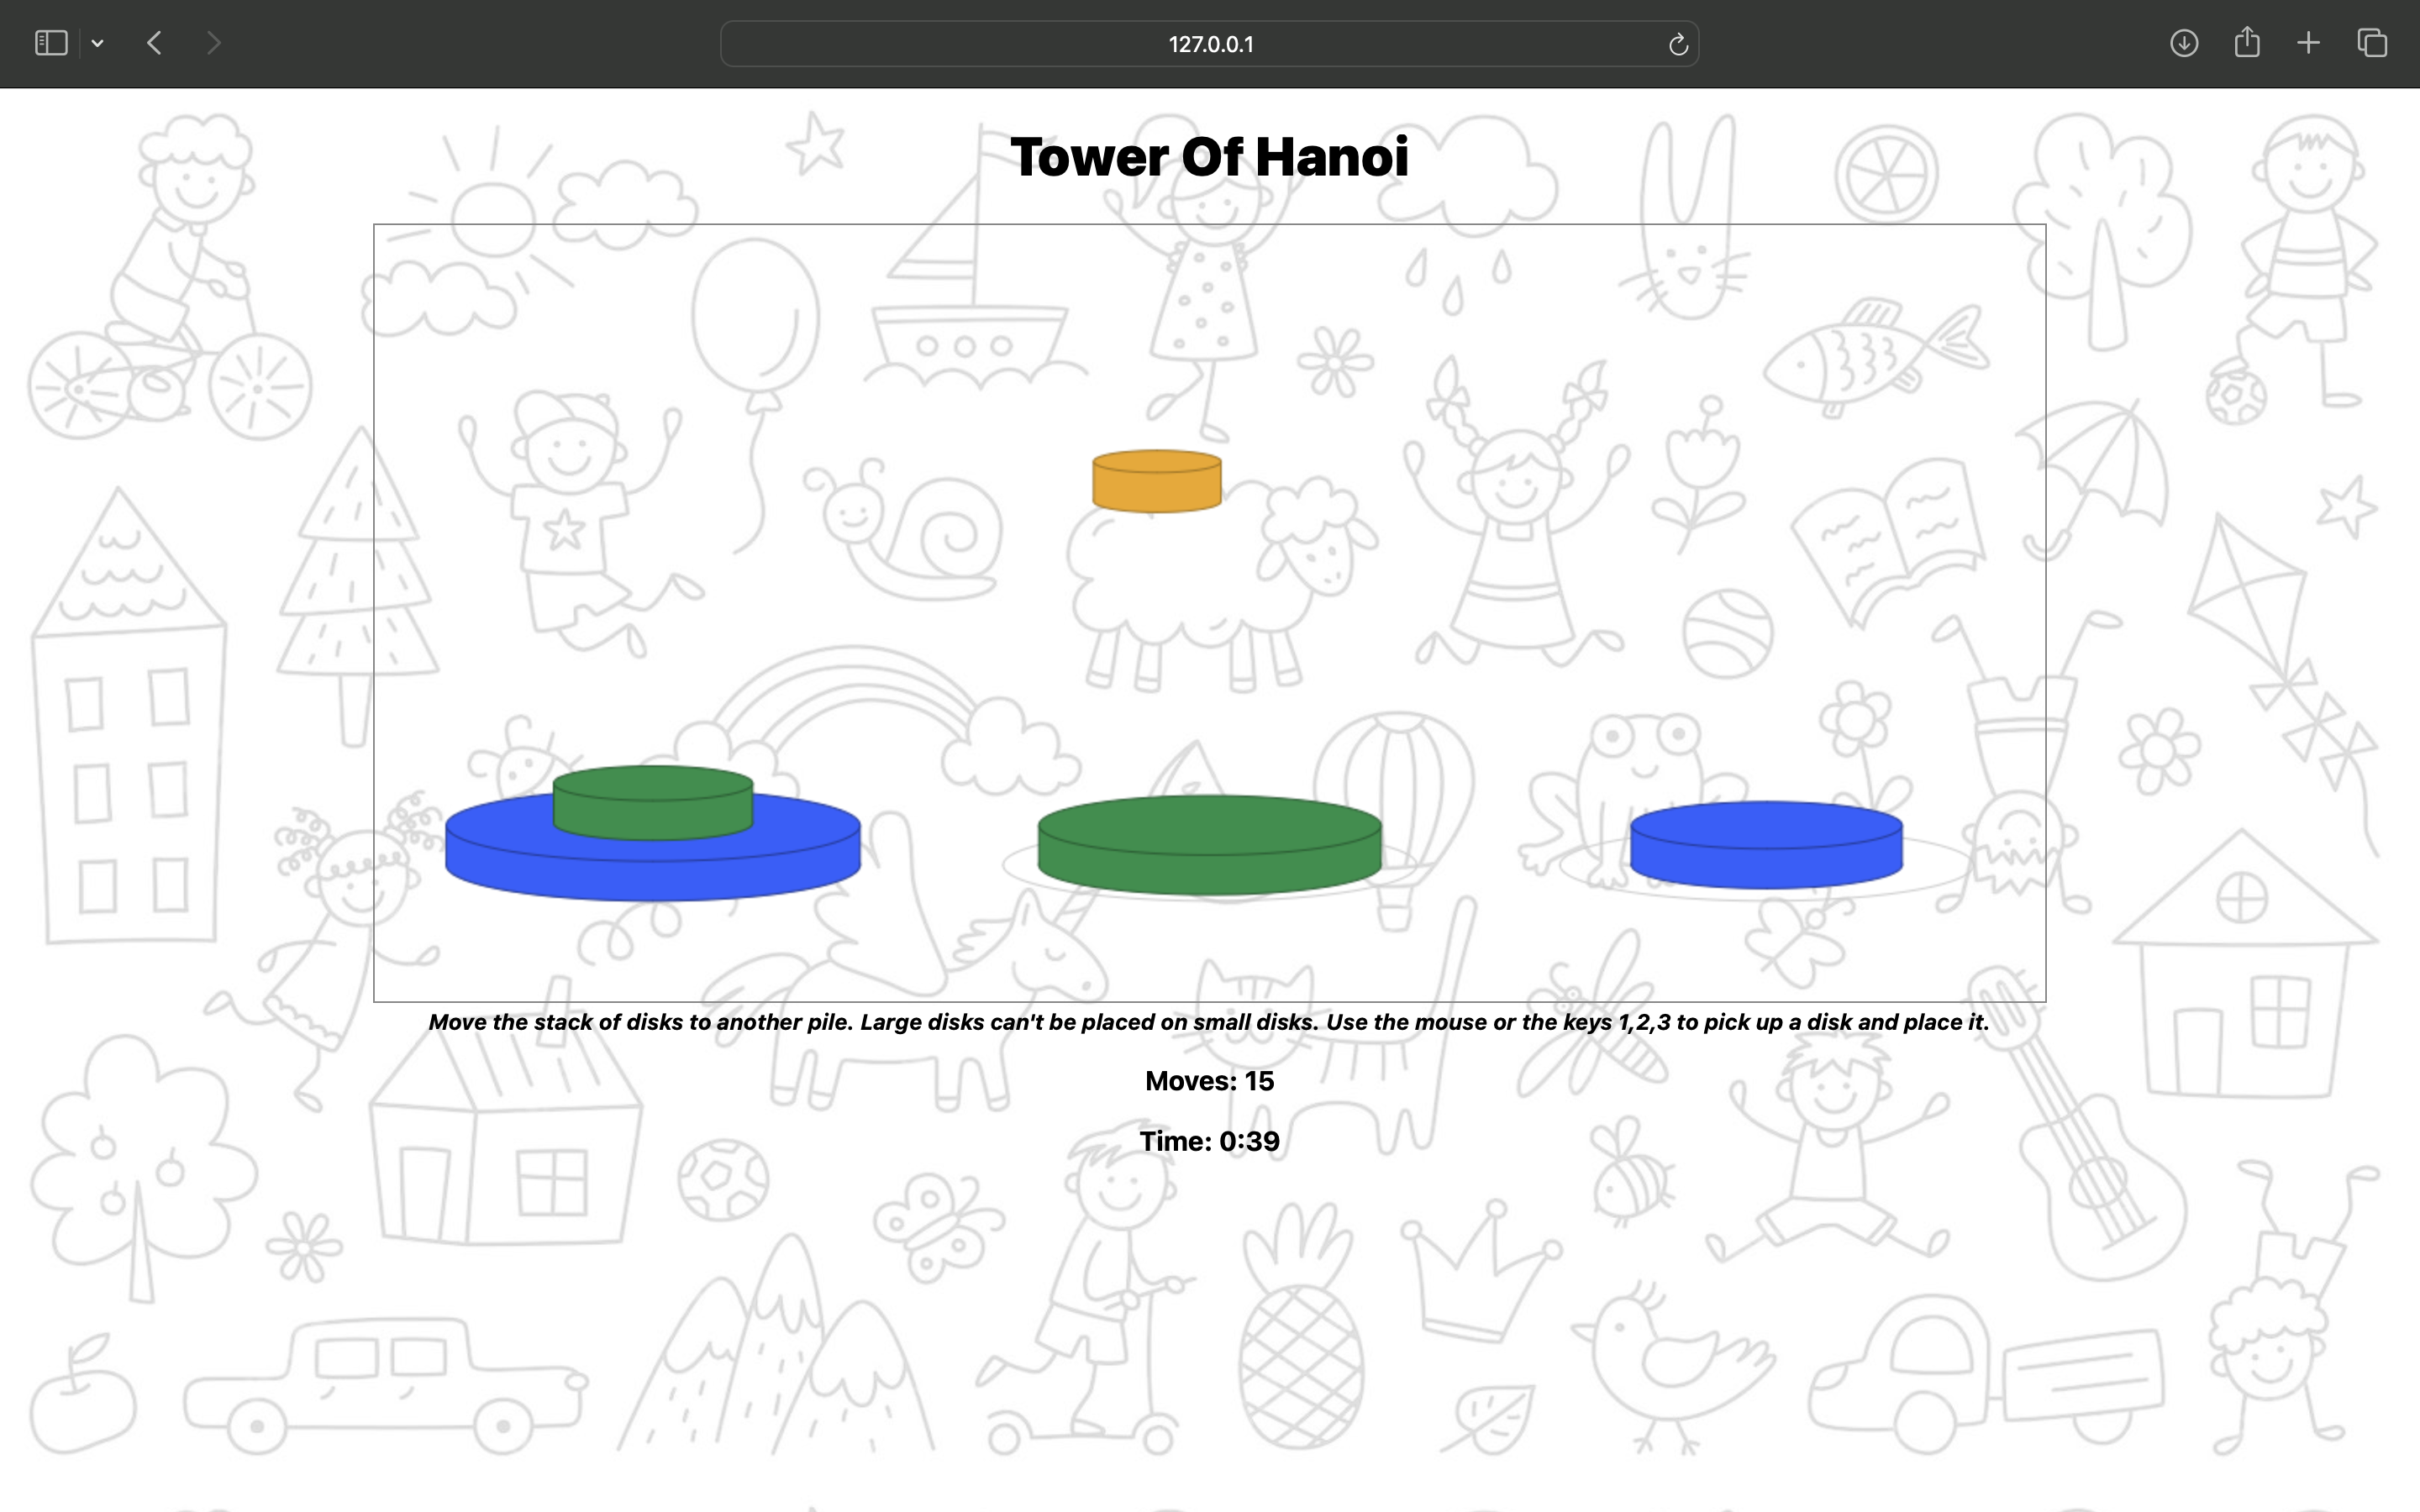 127.0.0.1
Tower Of Hanoi
Move the stack of disks to another pile. Large disks can't be placed on small disks. Use the mouse or the keys 1,2,3 to pick up a disk and place it.
Moves: 15
Time: 0:39